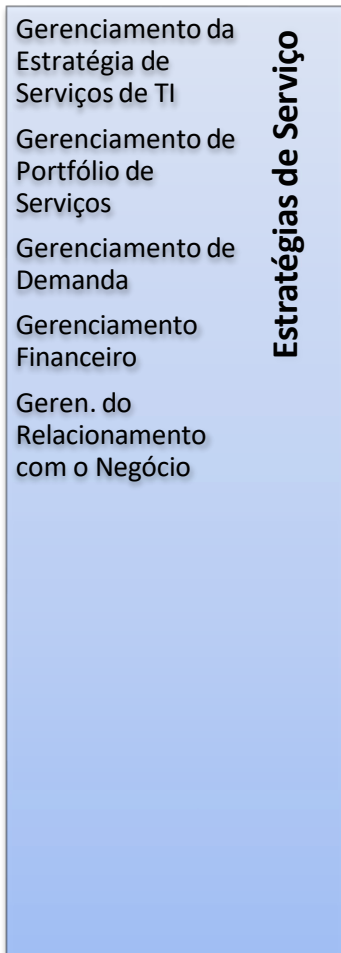 Gerenciamento da
Estratégia de
Serviços de TI
Gerenciamento de
Portfólio de
Serviços
Gerenciamento de
Demanda
Gerenciamento
Financeiro
Geren. do
Relacionamento
com o Negócio
Estratégias de Serviço